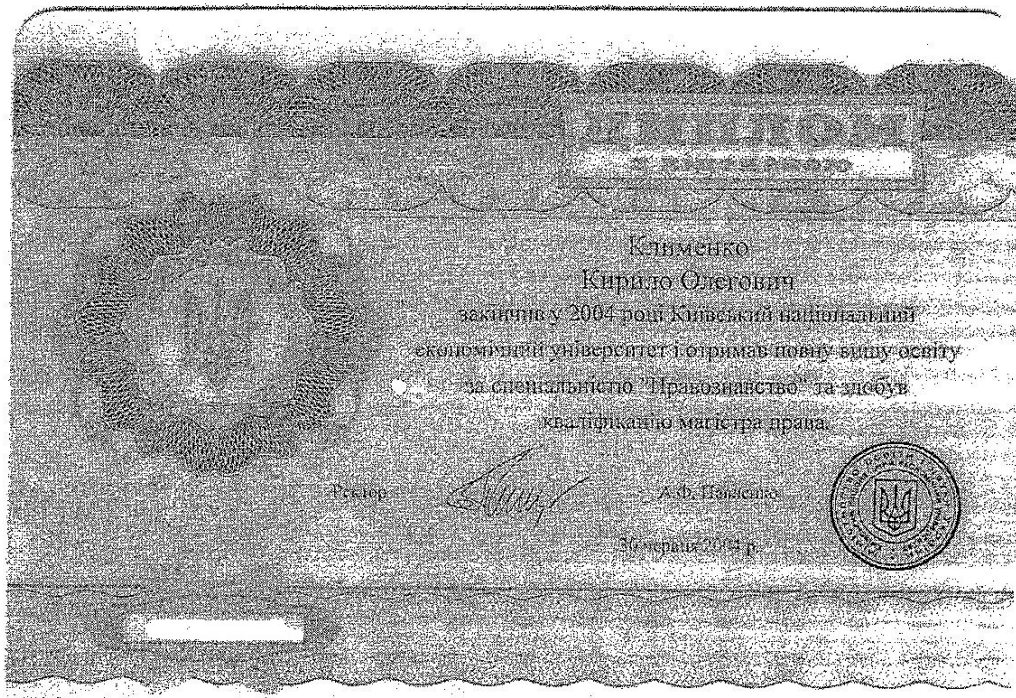 ДИПЛОМ
З ВІДЗНАКОЮ
Клименко
Кирило Олегович
закінчив у 2004 році Київський національний
економічний університет і отримав повну вищу освіту
за спеціальністю "Правознавство" та здобув
кваліфікацію магістра права.
Ректор А.Ф. Павленко
30 червня 2004 р.